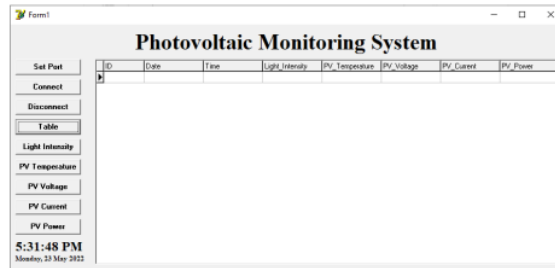 Form1
Photovoltaic Monitoring System
Set Port
Connect
Disconnect
Table
Light Intensity
PV Temperature
PV Voltage
PV Current
PV Power
5:31:48 PM
Monday, 23 May 2022
ID Date Time Light_Intensity PV_Temperature PV_Voltage PV_Current PV_Power